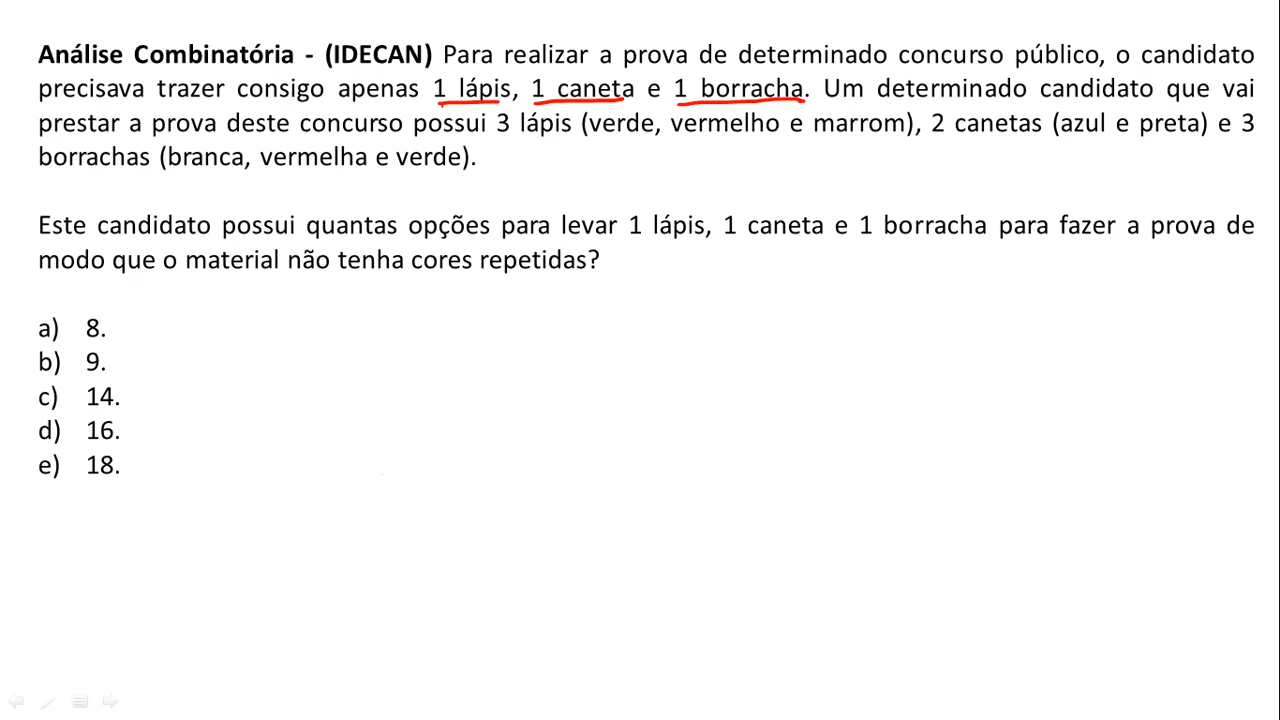 Análise Combinatória - (IDECAN) Para realizar a prova de determinado concurso público, o candidato
precisava trazer consigo apenas 1 lápis, 1 caneta e 1 borracha. Um determinado candidato que vai
prestar a prova deste concurso possui 3 lápis (verde, vermelho e marrom), 2 canetas (azul e preta) e 3
borrachas (branca, vermelha e verde).
Este candidato possui quantas opções para levar 1 lápis, 1 caneta e 1 borracha para fazer a prova de
modo que o material não tenha cores repetidas?
a) 8.
b) 9.
c) 14.
d) 16.
e) 18.